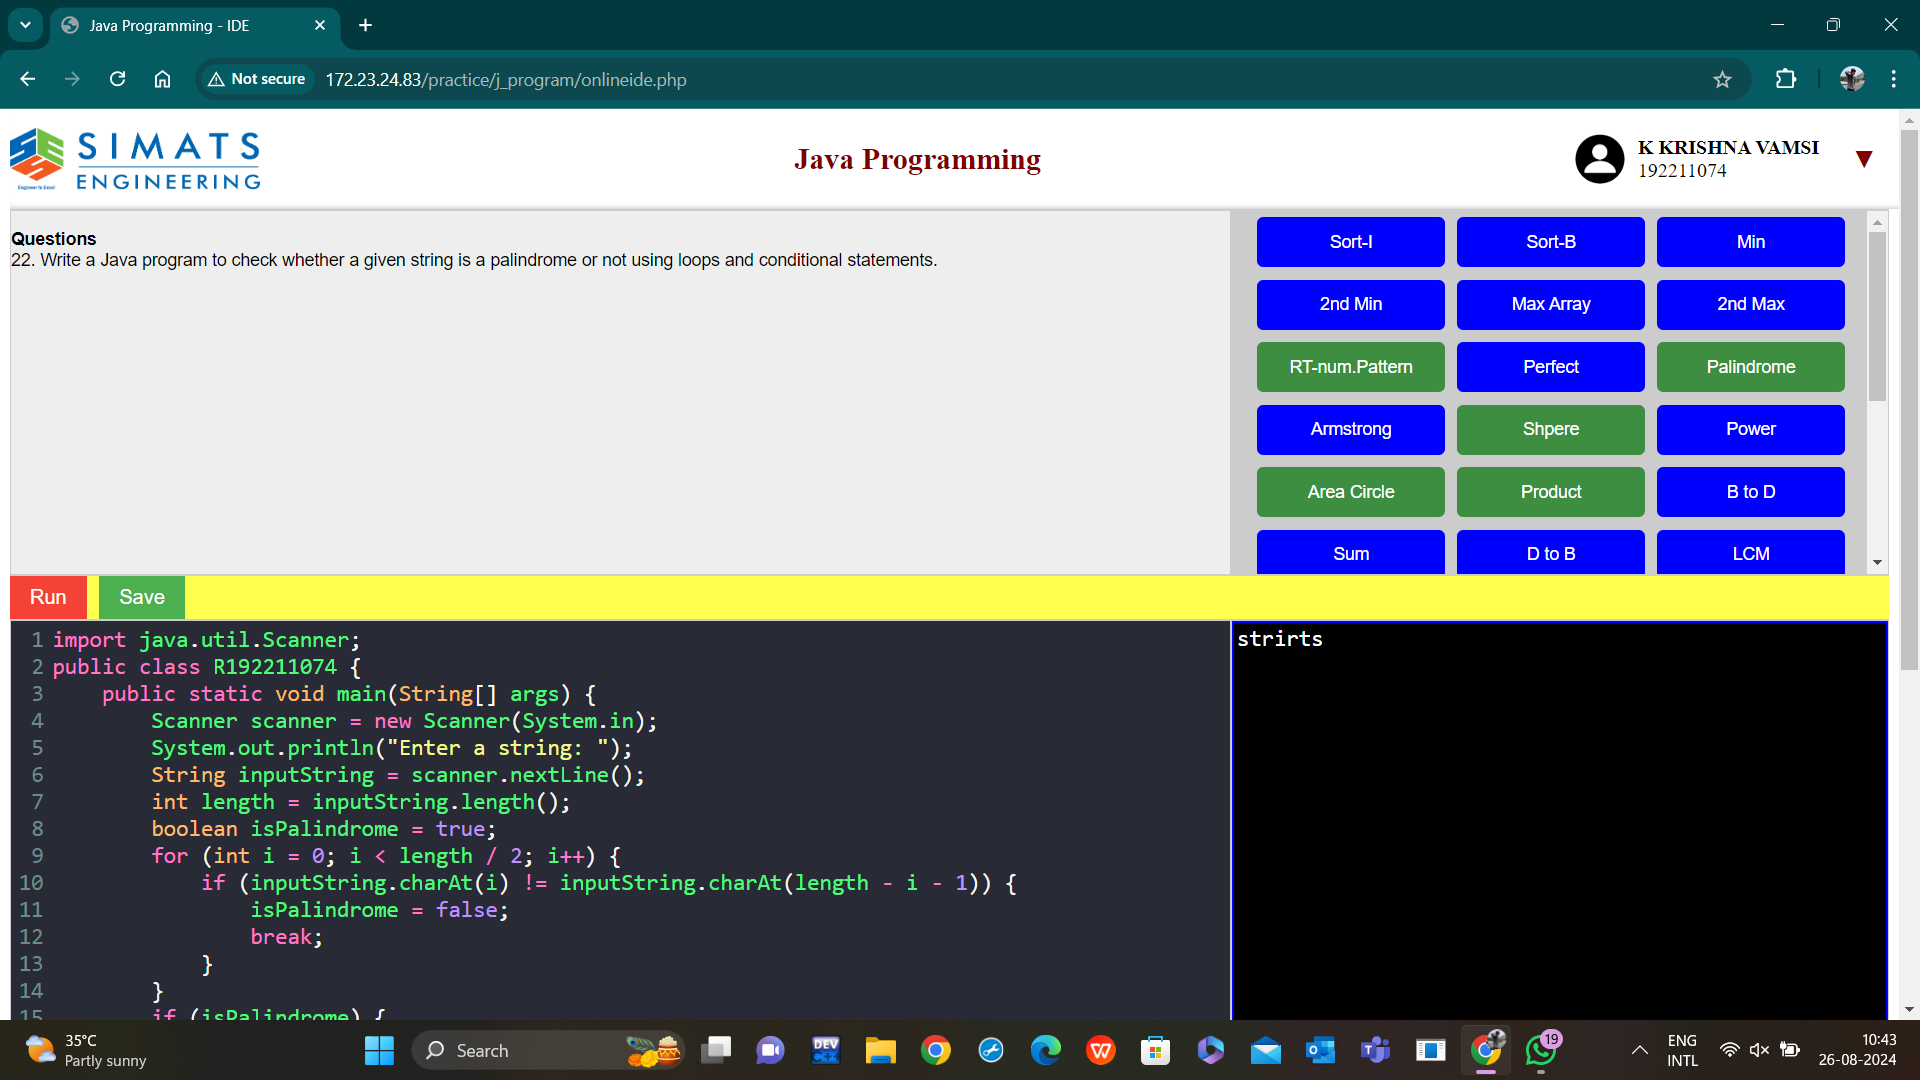 Java Programming - IDE
Not secure
172.23.24.83/practice/j_program/onlineide.php
SIMATS
ENGINEERING
Engineer to Excel
Java Programming
K KRISHNA VAMSI
192211074
Questions
22. Write a Java program to check whether a given string is a palindrome or not using loops and conditional statements.
Sort-I
Sort-B
Min
2nd Min
Max Array
2nd Max
RT-num.Pattern
Perfect
Palindrome
Armstrong
Shpere
Power
Area Circle
Product
B to D
Sum
D to B
LCM
Run
Save
1 import java.util.Scanner;
2 public class R192211074 {
3     public static void main(String[] args) {
4         Scanner scanner = new Scanner(System.in);
5         System.out.println("Enter a string: ");
6         String inputString = scanner.nextLine();
7         int length = inputString.length();
8         boolean isPalindrome = true;
9         for (int i = 0; i < length / 2; i++) {
10             if (inputString.charAt(i) != inputString.charAt(length - i - 1)) {
11                 isPalindrome = false;
12                 break;
13             }
14         }
15         if (isPalindrome) {
strirts
35°C
Partly sunny
Search
DEV
C++
W
T
19
ENG
INTL
10:43
26-08-2024